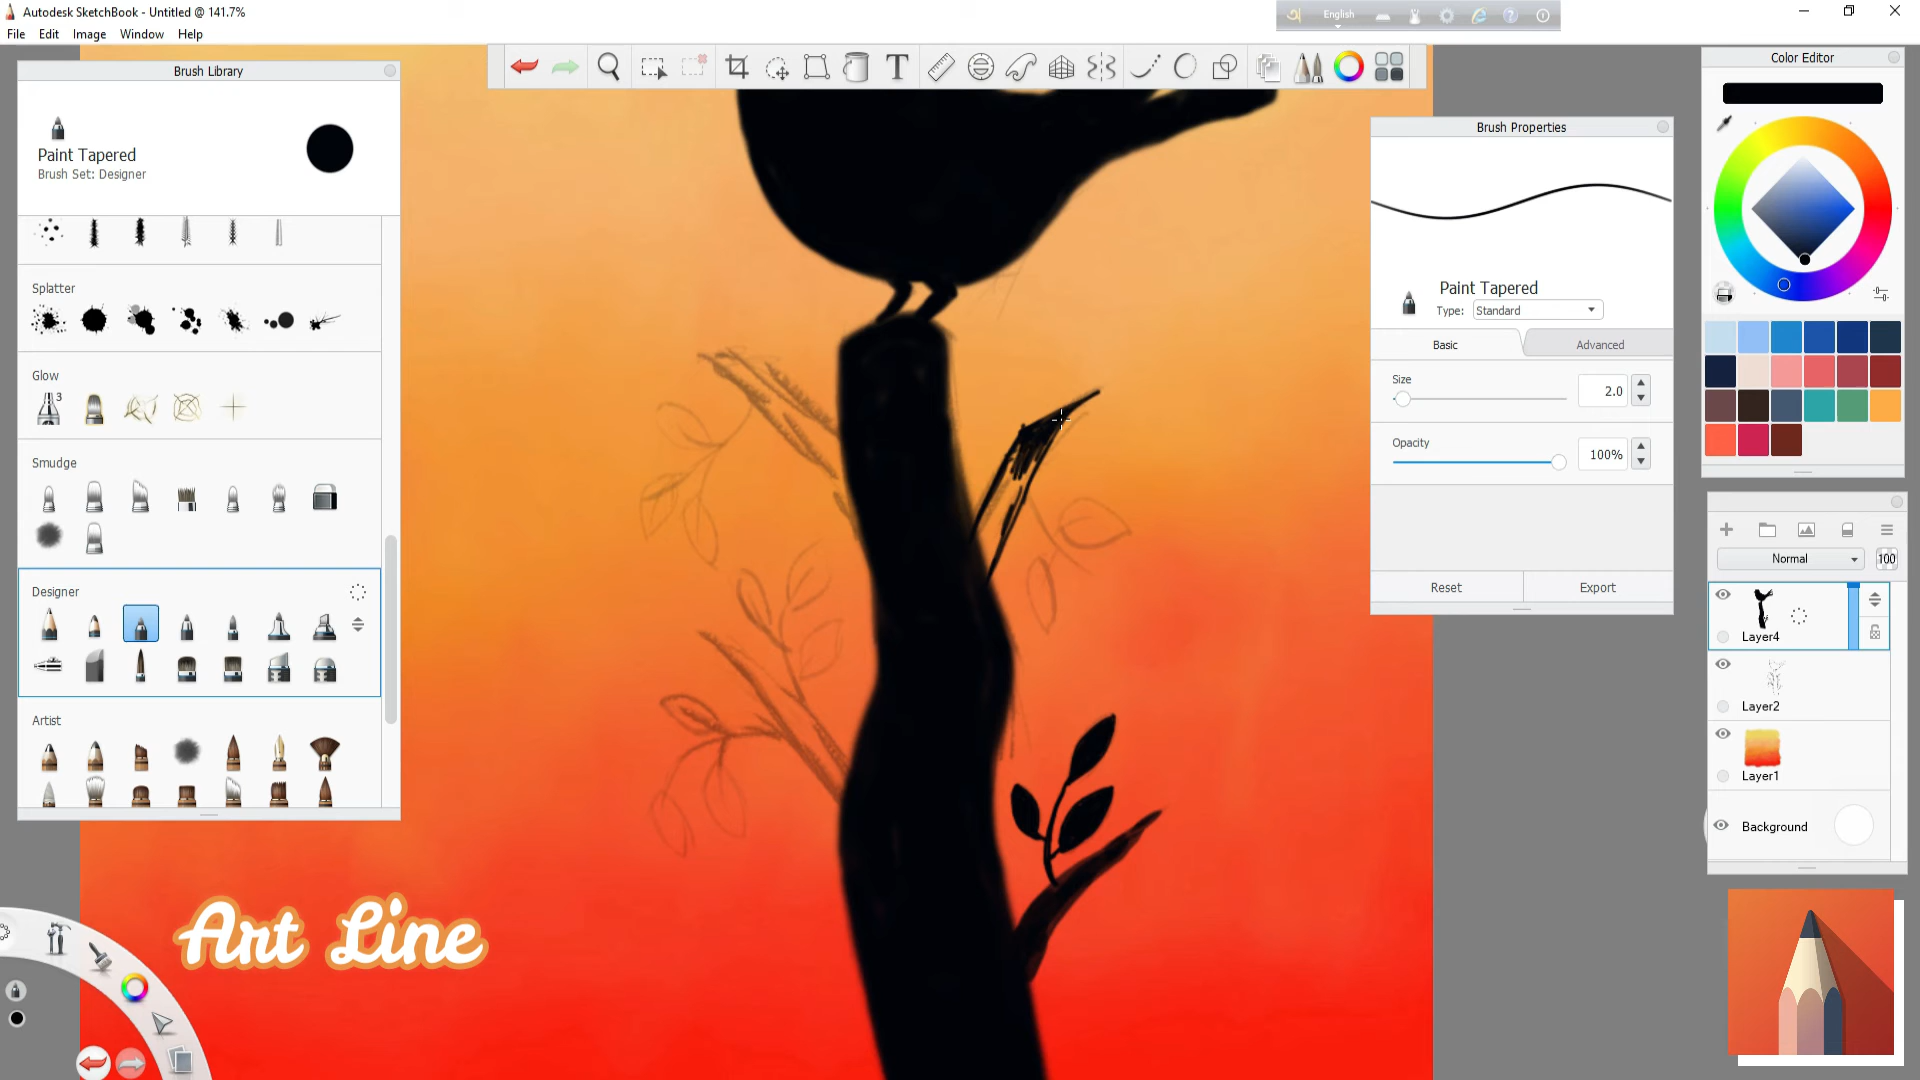 Autodesk SketchBook - Untitled @ 141.7%
English
File Edit Image Window Help
Brush Library
Color Editor
T
Paint Tapered
Brush Set: Designer
Brush Properties
Paint Tapered
Type: Standard
Basic Advanced
Size
2.0
Opacity
100%
Reset Export
Splatter
Glow
3
Smudge
Designer
Artist
Normal 100
Layer4
Layer2
Layer1
Background
Art Line